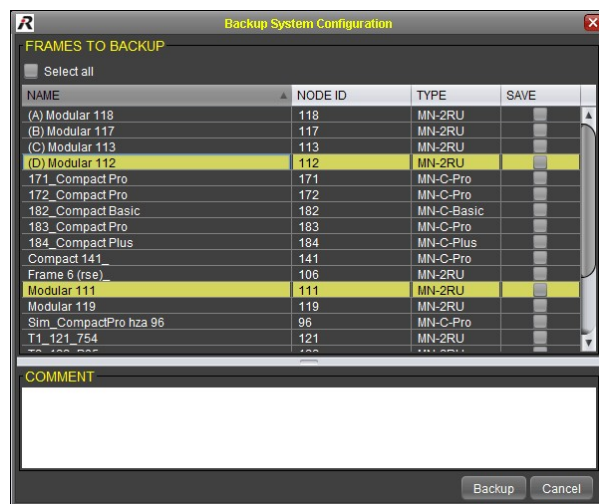 R
Backup System Configuration
FRAMES TO BACKUP
Select all
NAME NODE ID TYPE SAVE
(A) Modular 118 118 MN-2RU
(B) Modular 117 117 MN-2RU
(C) Modular 113 113 MN-2RU
(D) Modular 112 112 MN-2RU
171_Compact Pro 171 MN-C-Pro
172_Compact Pro 172 MN-C-Pro
182_Compact Basic 182 MN-C-Basic
183_Compact Pro 183 MN-C-Pro
184_Compact Plus 184 MN-C-Plus
Compact 141_ 141 MN-C-Pro
Frame 6 (rse)_ 106 MN-2RU
Modular 111 111 MN-2RU
Modular 119 119 MN-2RU
Sim_CompactPro hza 96 96 MN-C-Pro
T1_121_754 121 MN-2RU
COMMENT
Backup Cancel